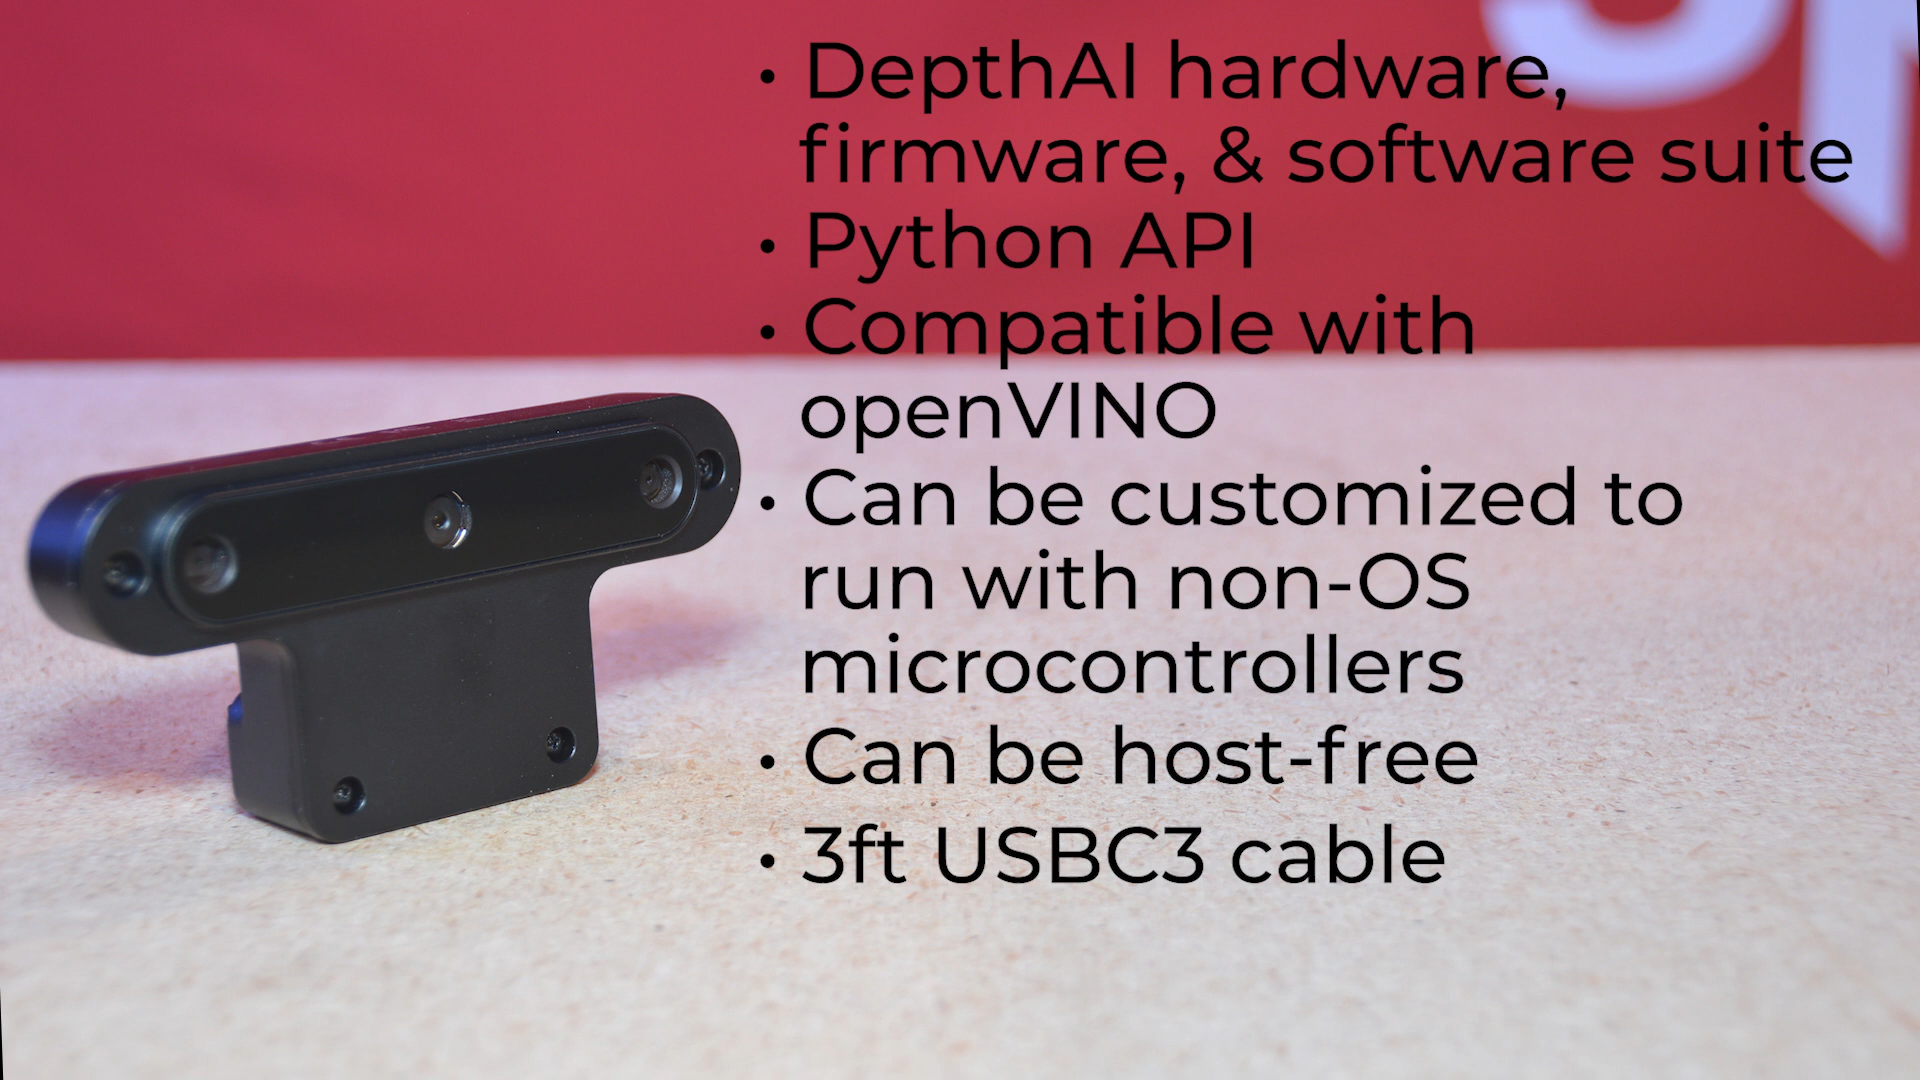 • DepthAI hardware,
firmware, & software suite
• Python API
• Compatible with
openVINO
• Can be customized to
run with non-OS
microcontrollers
• Can be host-free
• 3ft USBC3 cable